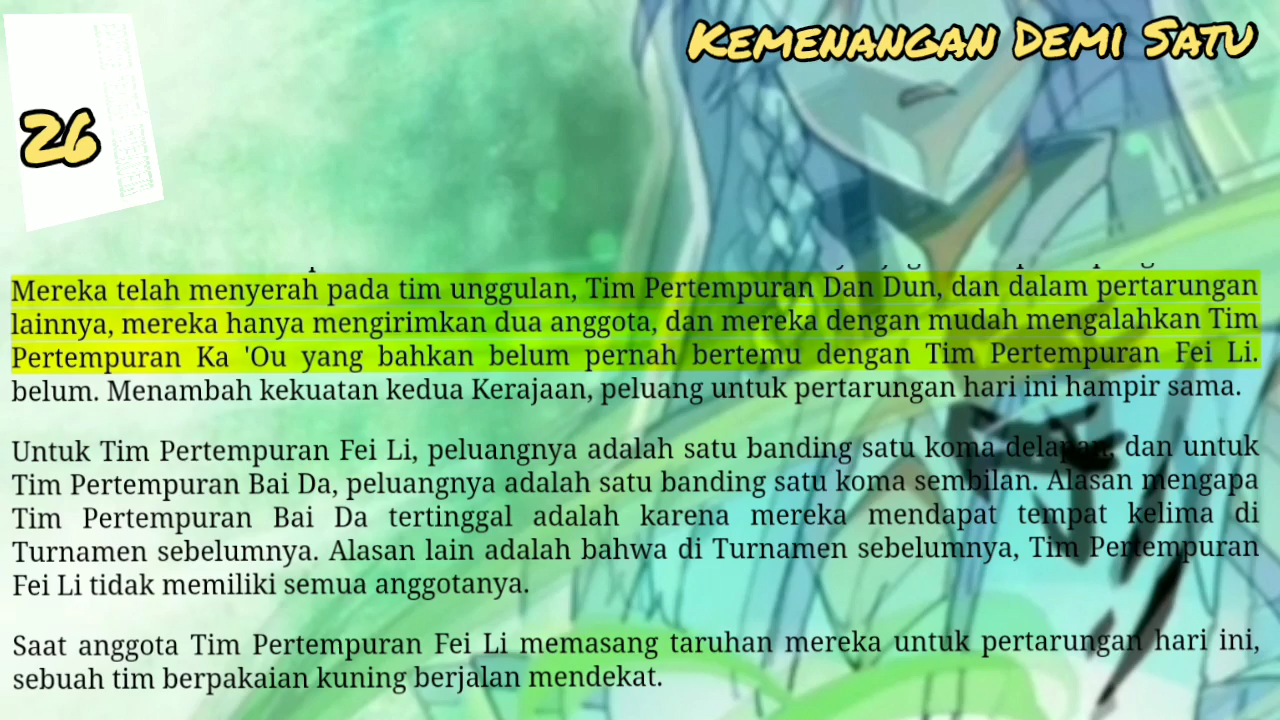 Kemenangan Demi Satu
26
Mereka telah menyerah pada tim unggulan, Tim Pertempuran Dan Dun, dan dalam pertarungan
lainnya, mereka hanya mengirimkan dua anggota, dan mereka dengan mudah mengalahkan Tim
Pertempuran Ka 'Ou yang bahkan belum pernah bertemu dengan Tim Pertempuran Fei Li.
belum. Menambah kekuatan kedua Kerajaan, peluang untuk pertarungan hari ini hampir sama.
Untuk Tim Pertempuran Fei Li, peluangnya adalah satu banding satu koma delapan, dan untuk
Tim Pertempuran Bai Da, peluangnya adalah satu banding satu koma sembilan. Alasan mengapa
Tim Pertempuran Bai Da tertinggal adalah karena mereka mendapat tempat kelima di
Turnamen sebelumnya. Alasan lain adalah bahwa di Turnamen sebelumnya, Tim Pertempuran
Fei Li tidak memiliki semua anggotanya.
Saat anggota Tim Pertempuran Fei Li memasang taruhan mereka untuk pertarungan hari ini,
sebuah tim berpakaian kuning berjalan mendekat.